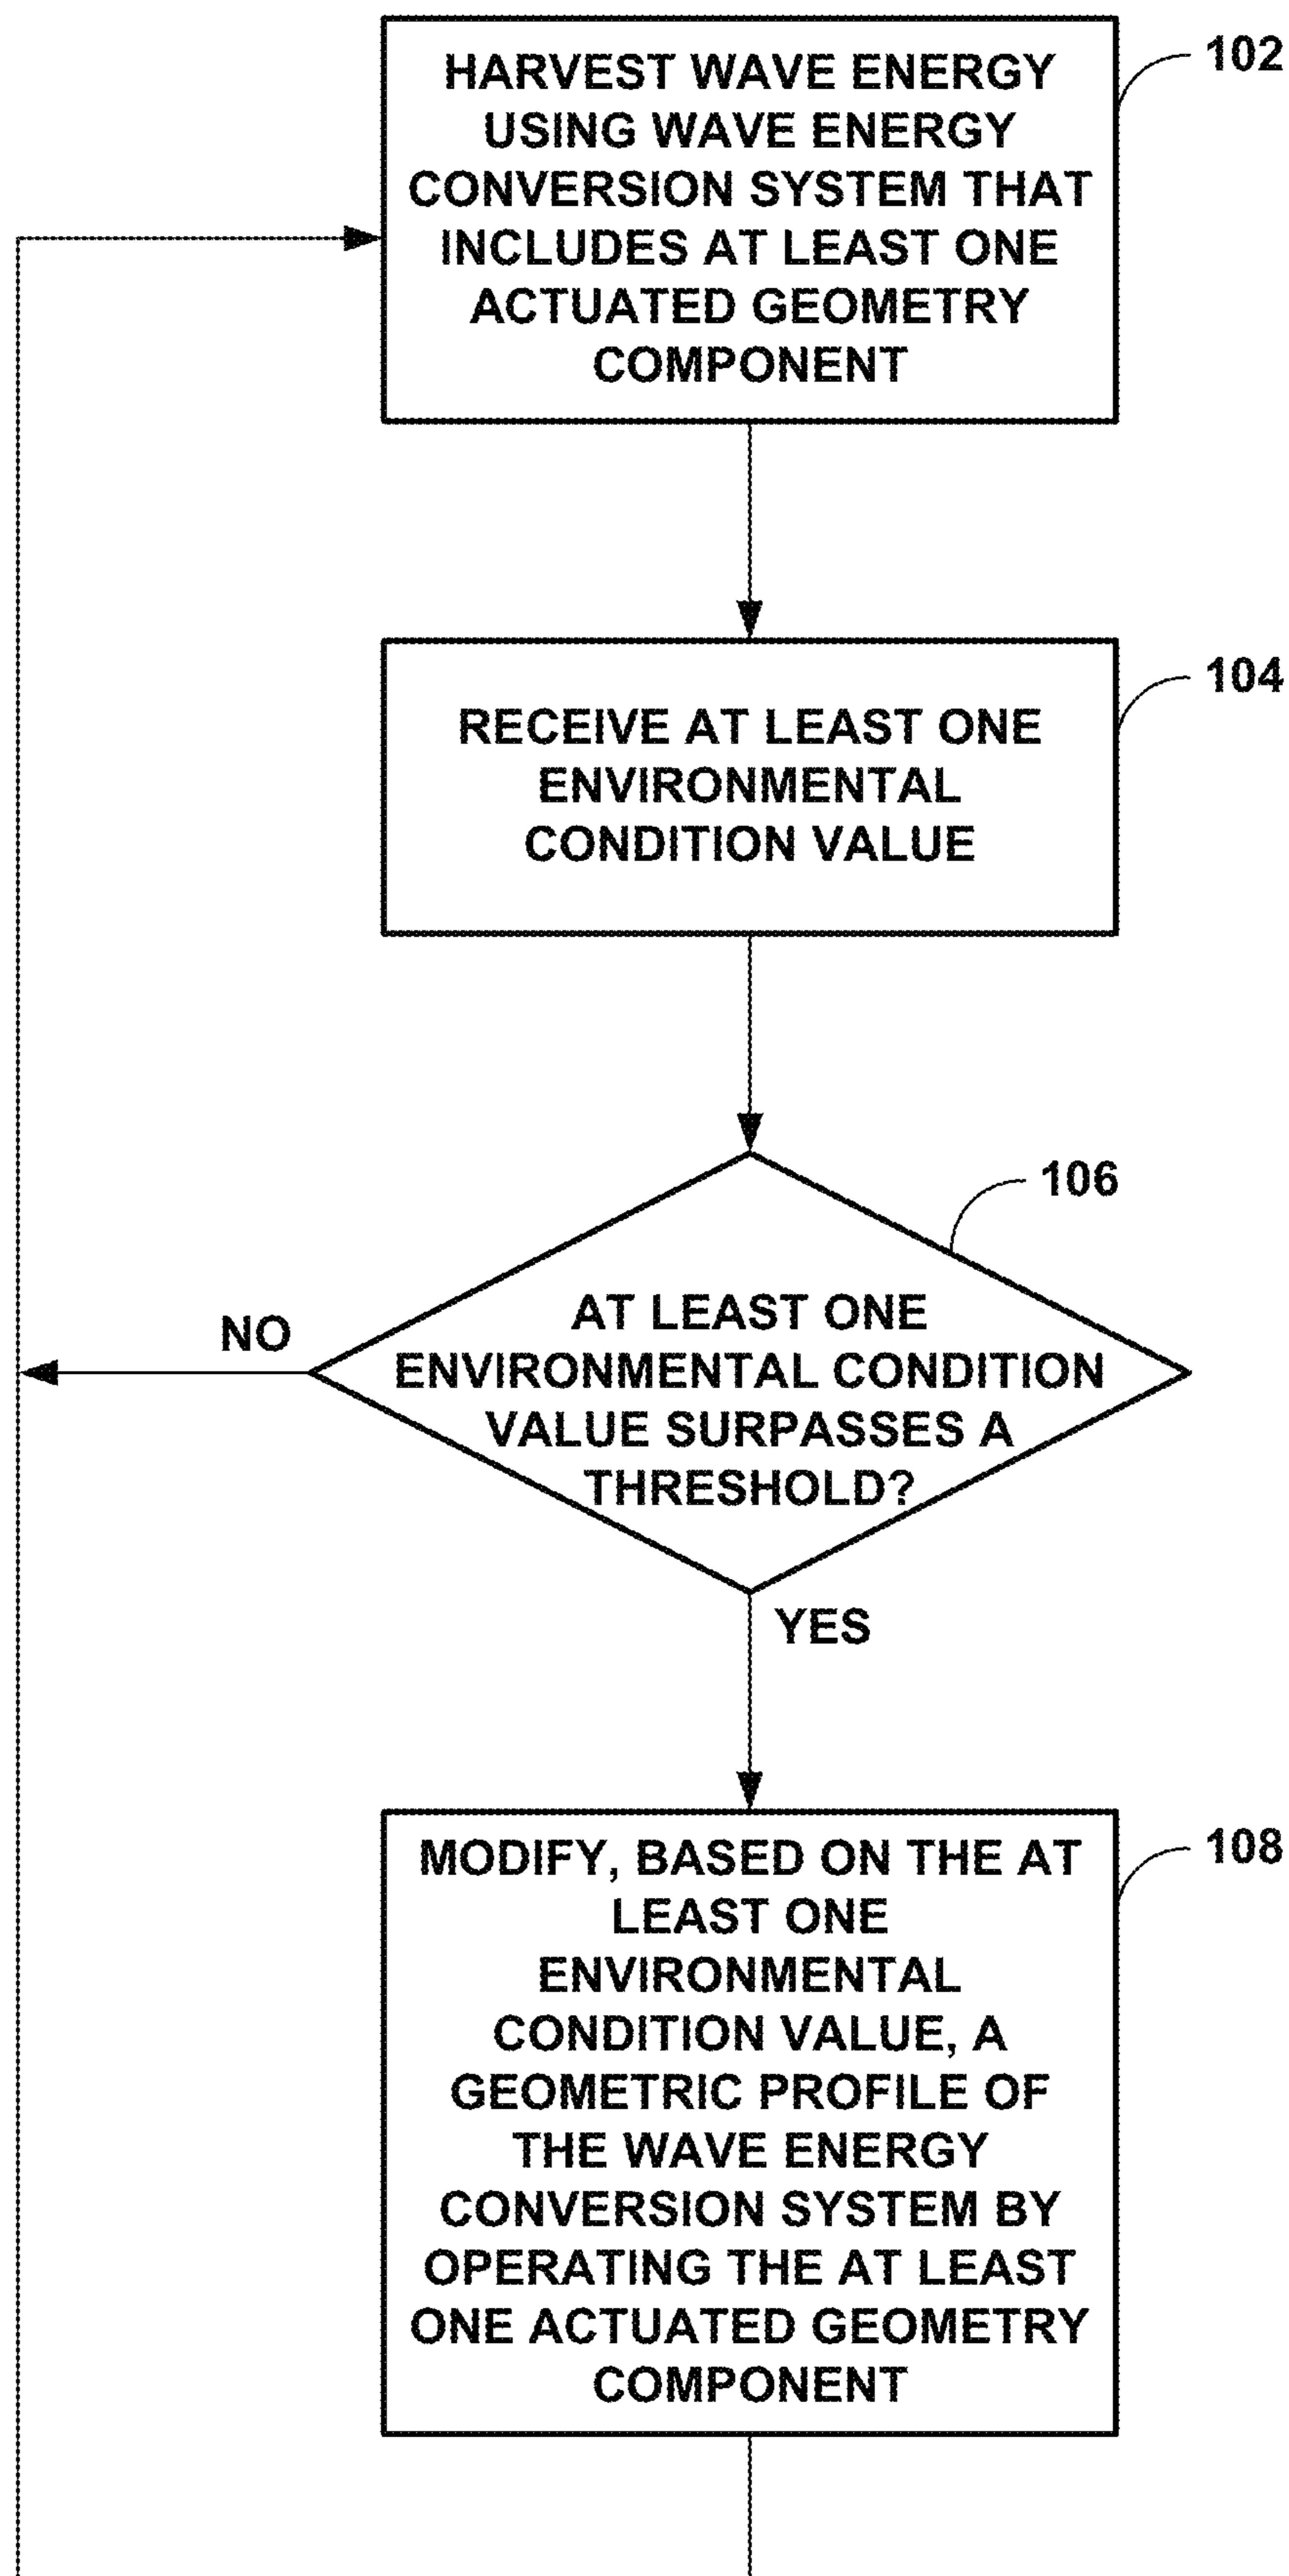 HARVEST WAVE ENERGY
USING WAVE ENERGY
CONVERSION SYSTEM THAT
INCLUDES AT LEAST ONE
ACTUATED GEOMETRY
COMPONENT
102
RECEIVE AT LEAST ONE
ENVIRONMENTAL
CONDITION VALUE
104
AT LEAST ONE
ENVIRONMENTAL CONDITION
VALUE SURPASSES A
THRESHOLD?
106
NO
YES
MODIFY, BASED ON THE AT
LEAST ONE
ENVIRONMENTAL
CONDITION VALUE, A
GEOMETRIC PROFILE OF
THE WAVE ENERGY
CONVERSION SYSTEM BY
OPERATING THE AT LEAST
ONE ACTUATED GEOMETRY
COMPONENT
108